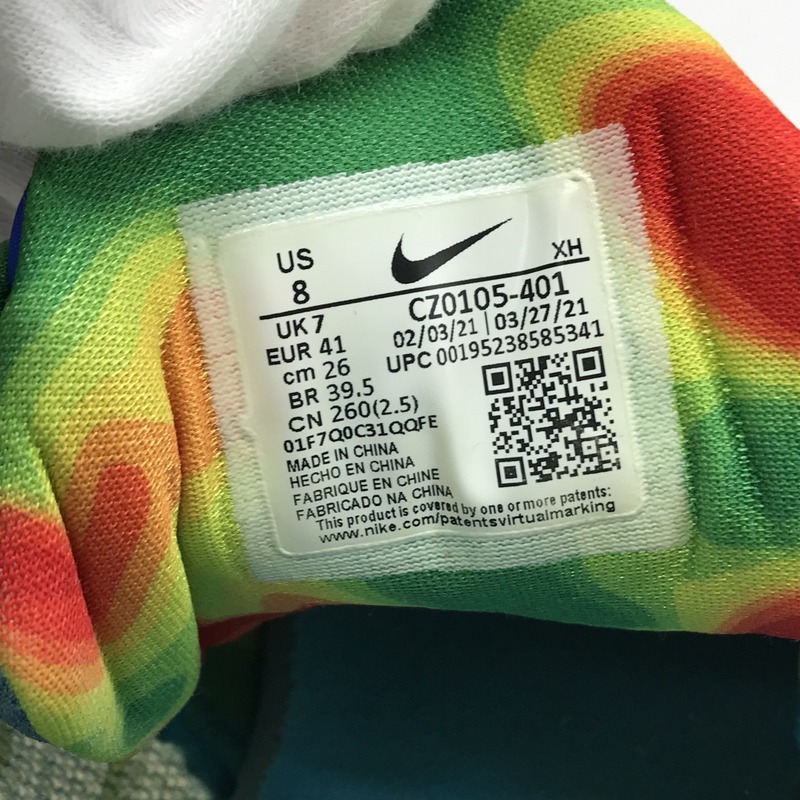 US
8
XH
CZ0105-401
UK 7
02/03/21 | 03/27/21
EUR 41
UPC 00195238585341
cm 26
BR 39.5
CN 260(2.5)
01F7Q0C31QQFE
MADE IN CHINA
HECHO EN CHINA
FABRIQUE EN CHINE
FABRICADO NA CHINA
This product is covered by one or more patents:
www.nike.com/patentsvirtualmarking